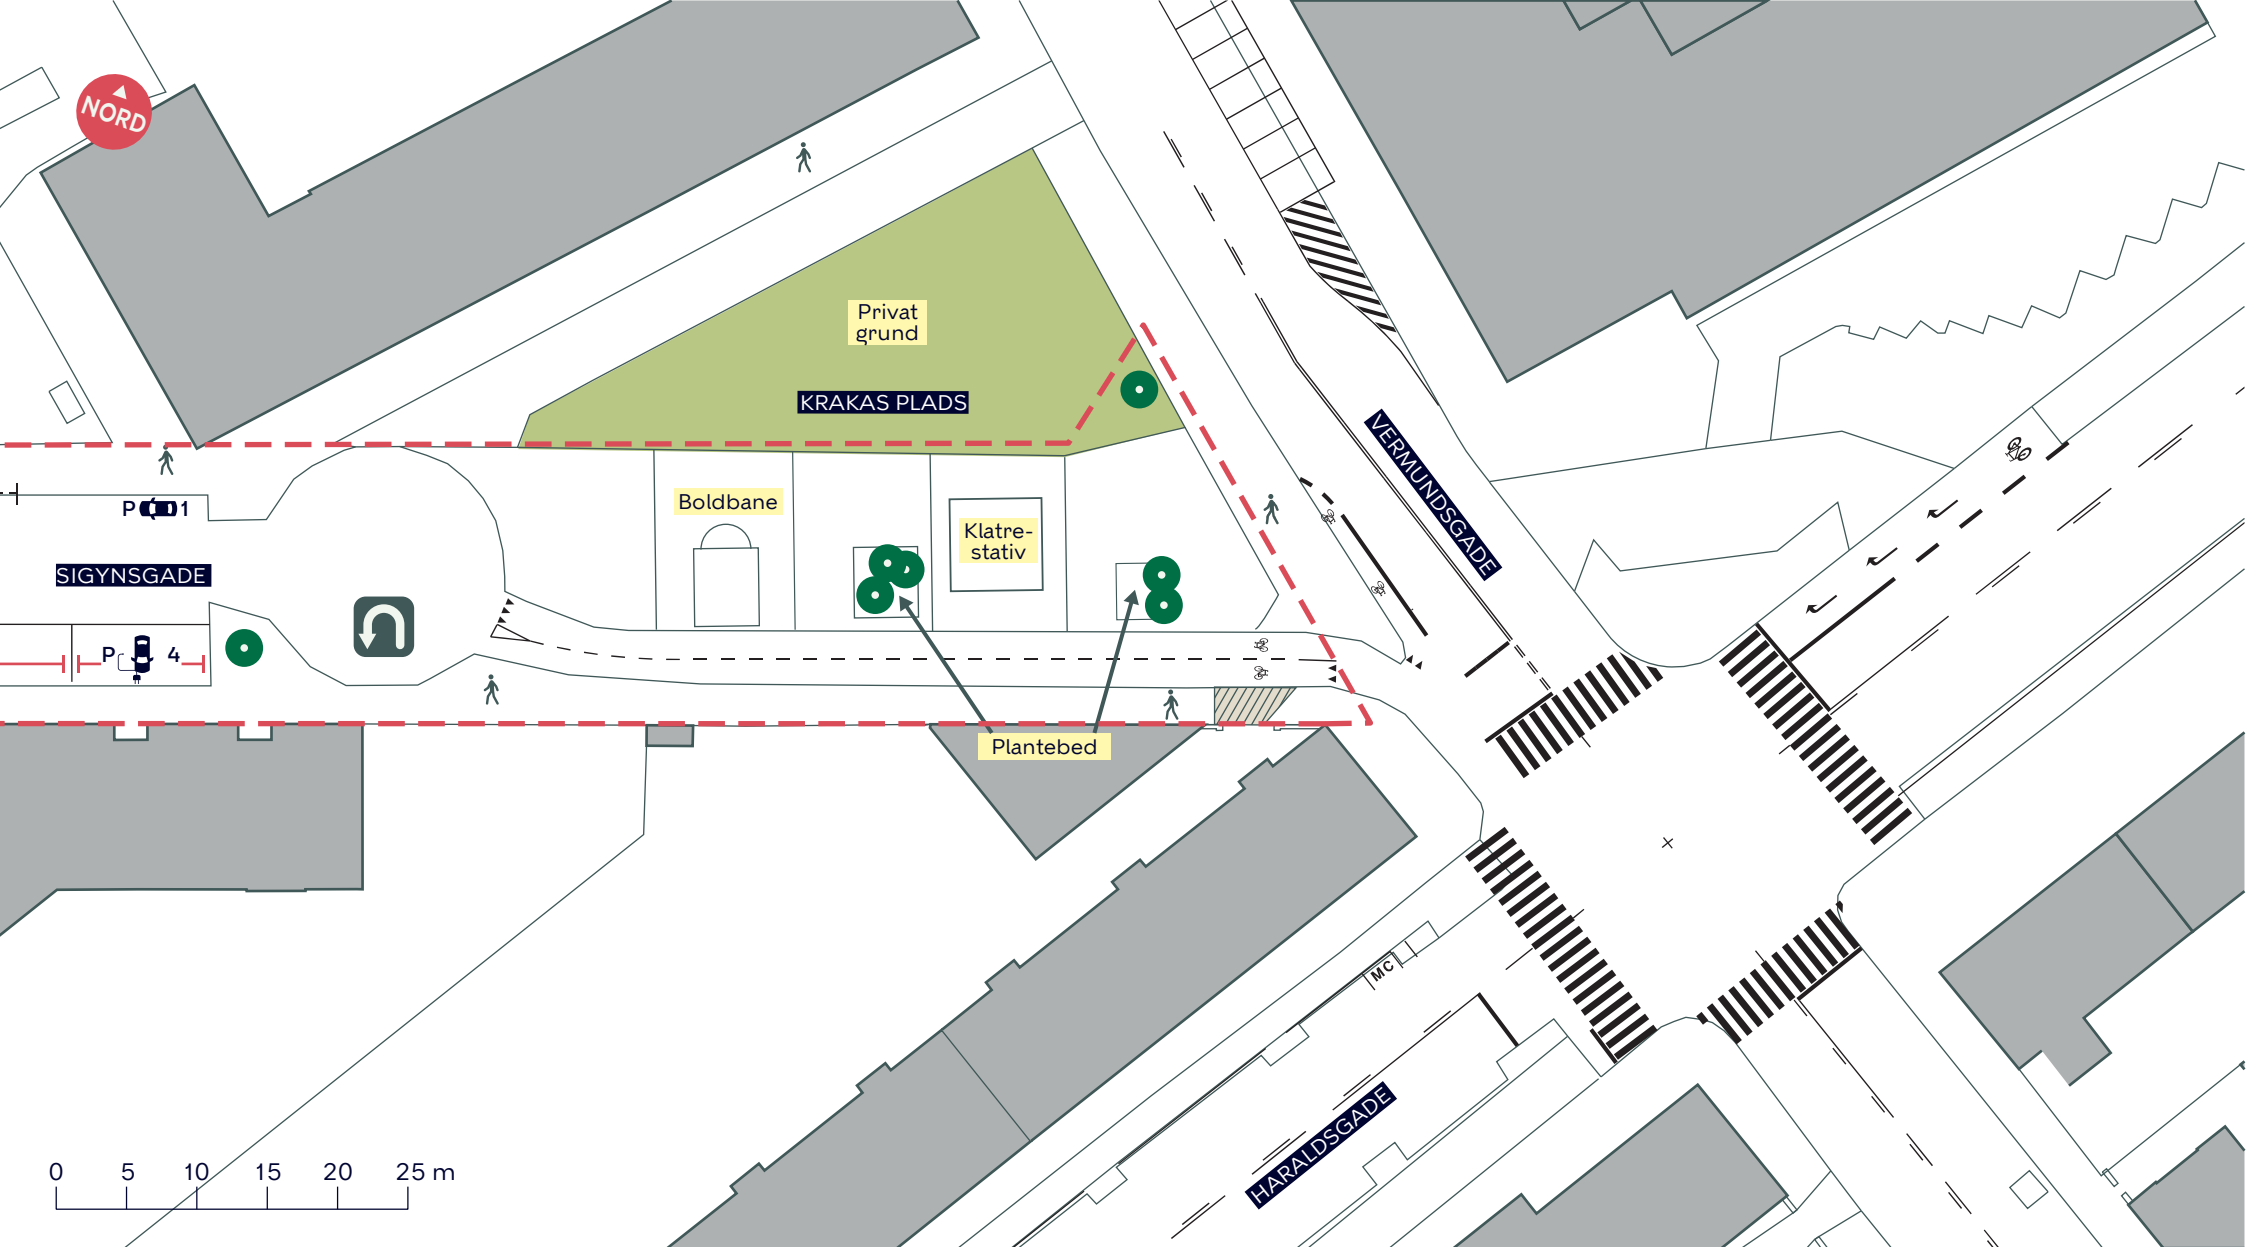 NORD
Privat
grund
KRAKAS PLADS
VERMUNDSGADE
Boldbane
P 1
Klatre-
stativ
SIGYNSGADE
P 4
Plantebed
MC
HARALDSGADE
0 5 10 15 20 25 m